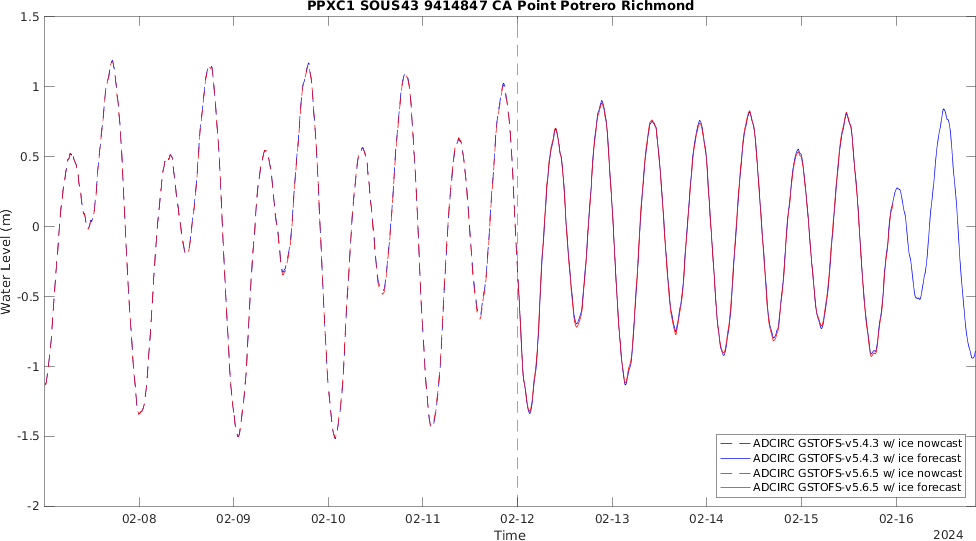 PPXC1 SOUS43 9414847 CA Point Potrero Richmond
1.5
1
0.5
0
-0.5
-1
-1.5
-2
Water Level (m)
02-08
02-09
02-10
02-11
02-12
02-13
02-14
02-15
02-16
Time
2024
ADCIRC GSTOFS-v5.4.3 w/ ice nowcast
ADCIRC GSTOFS-v5.4.3 w/ ice forecast
ADCIRC GSTOFS-v5.6.5 w/ ice nowcast
ADCIRC GSTOFS-v5.6.5 w/ ice forecast